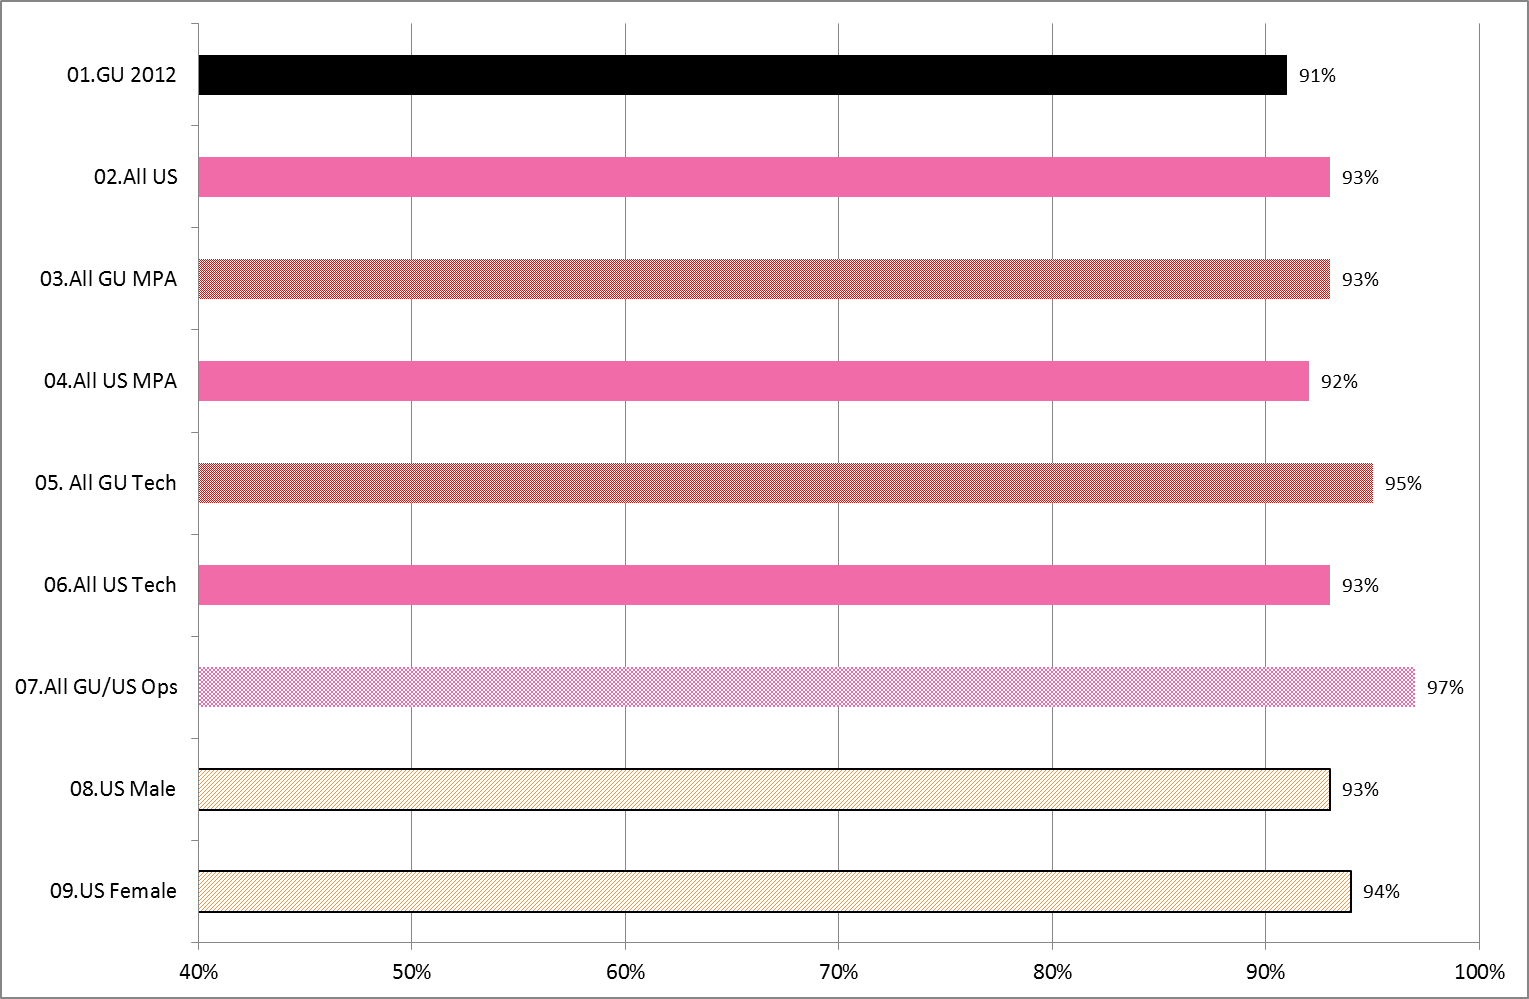 01.GU 2012 91%
02.All US 93%
03.All GU MPA 93%
04.All US MPA 92%
05. All GU Tech 95%
06.All US Tech 93%
07.All GU/US Ops 97%
08.US Male 93%
09.US Female 94%
40% 50% 60% 70% 80% 90% 100%